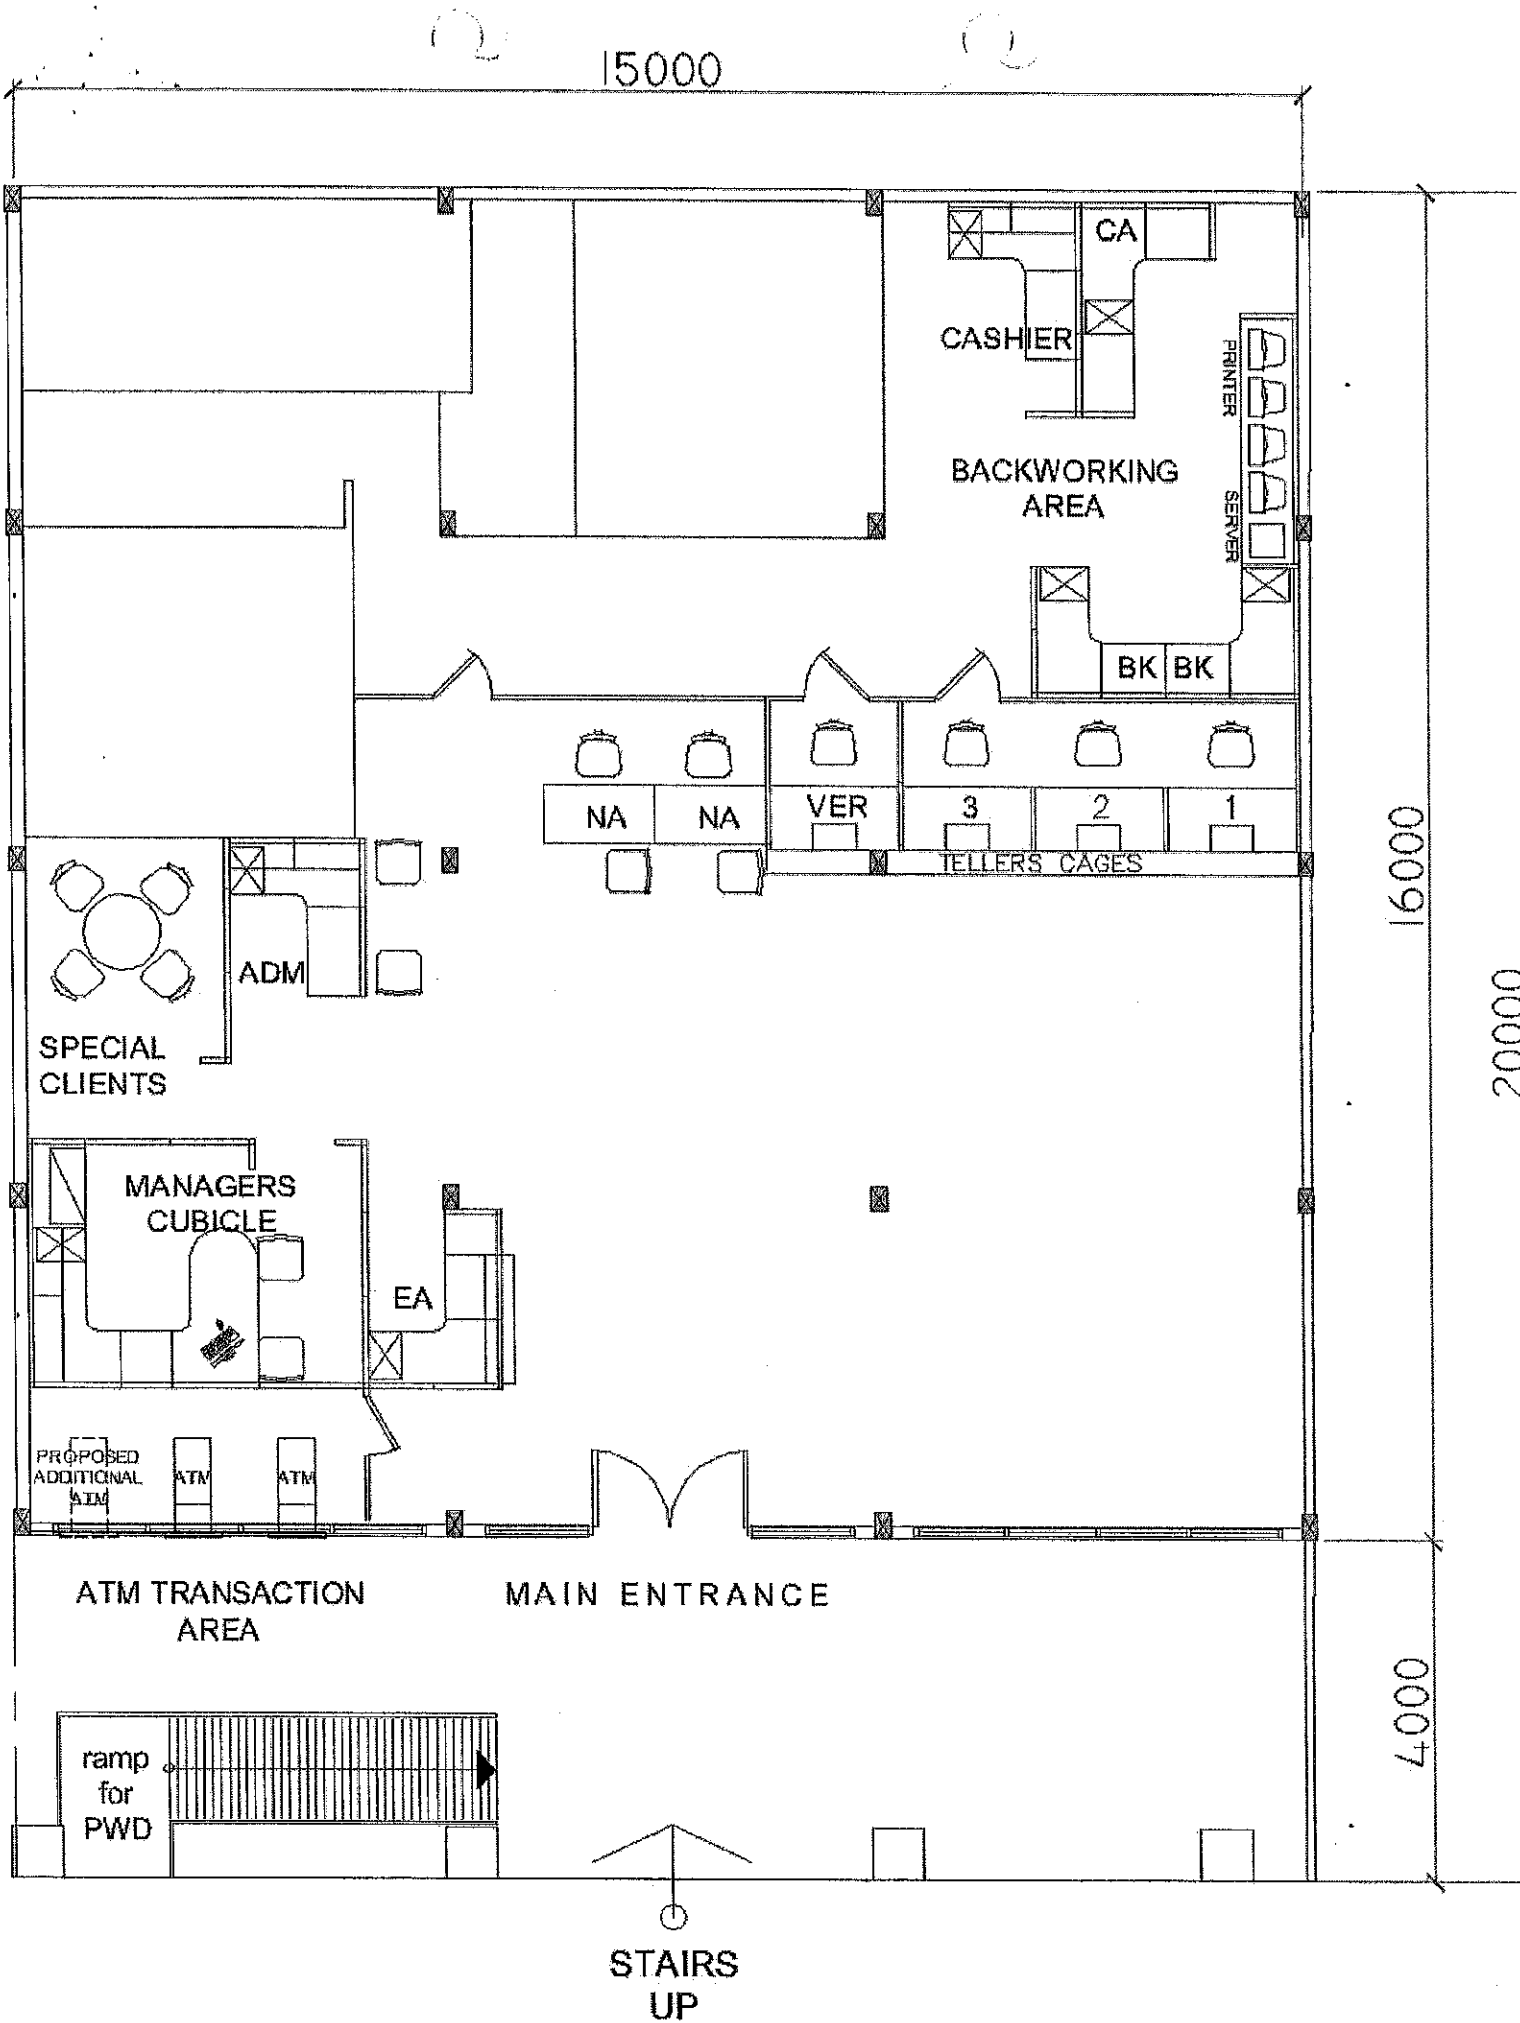 15000
CA
CASHIER
PRINTER
BACKWORKING
AREA
SERVER
BK BK
16000
NA NA VER 3 2 1
TELLERS CAGES
ADM
20000
SPECIAL
CLIENTS
MANAGERS
CUBICLE
EA
PROPOSED
ADDITIONAL
ATM
ATM
ATM
ATM TRANSACTION
AREA
MAIN ENTRANCE
4000
ramp
for
PWD
STAIRS
UP